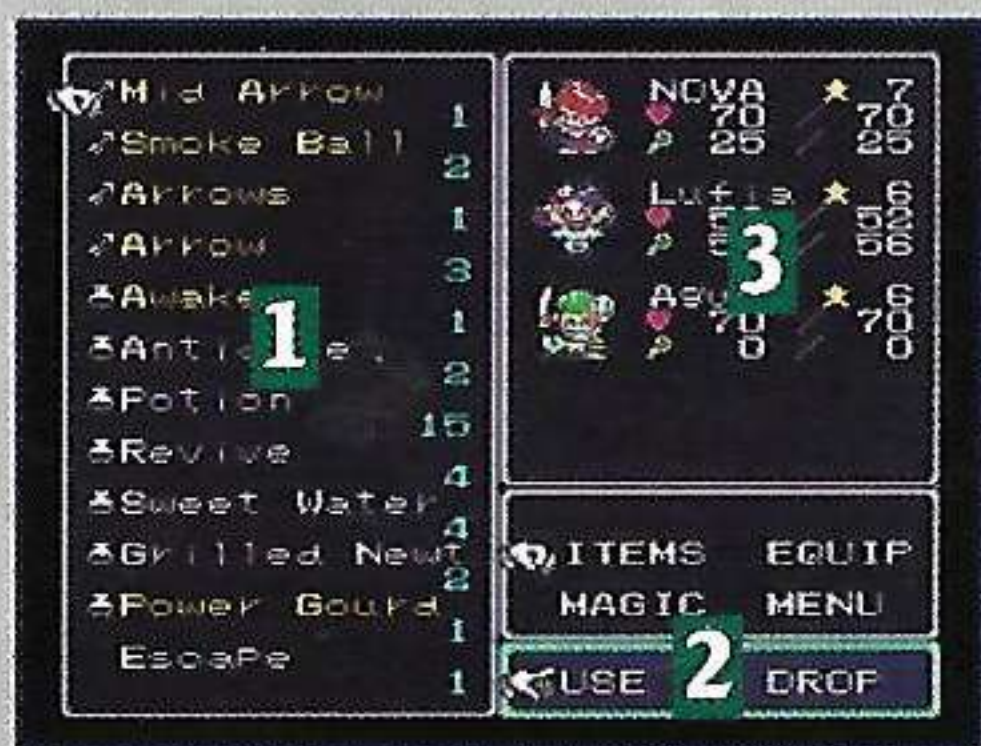 Mid Arrow 1
Smoke Ball 2
Arrows 1
Arrow 3
Awake 1
2
Potion 15
Revive 4
Sweet Water 4
Grilled Newt 2
Power Gourd 1
Escape 1
1
NOVA 7
70 70
25 25
Lufia 6
52
56
6
70 70
0 0
3
ITEMS EQUIP
MAGIC MENU
USE DROP
2